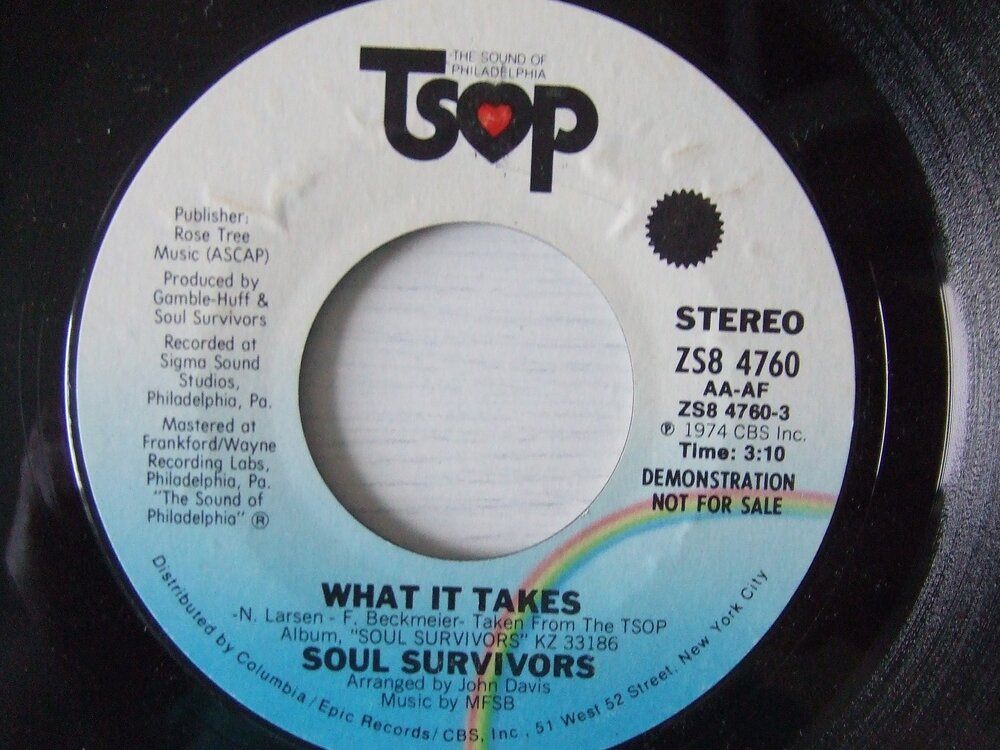 THE SOUND OF
PHILADELPHIA
TSOP
Publisher:
Rose Tree
Music (ASCAP)
Produced by
Gamble-Huff &
Soul Survivors
Recorded at
Sigma Sound
Studios,
Philadelphia, Pa.
Mastered at
Frankford/Wayne
Recording Labs,
Philadelphia, Pa.
"The Sound of
Philadelphia" ®
STEREO
ZS8 4760
AA-AF
ZS8 4760-3
℗ 1974 CBS Inc.
Time: 3:10
DEMONSTRATION
NOT FOR SALE
WHAT IT TAKES
-N. Larsen - F. Beckmeier- Taken From The TSOP
Album, "SOUL SURVIVORS" KZ 33186
SOUL SURVIVORS
Arranged by John Davis
Music by MFSB
Distributed by Columbia/Epic Records/CBS, Inc. 51 West 52 Street, New York City